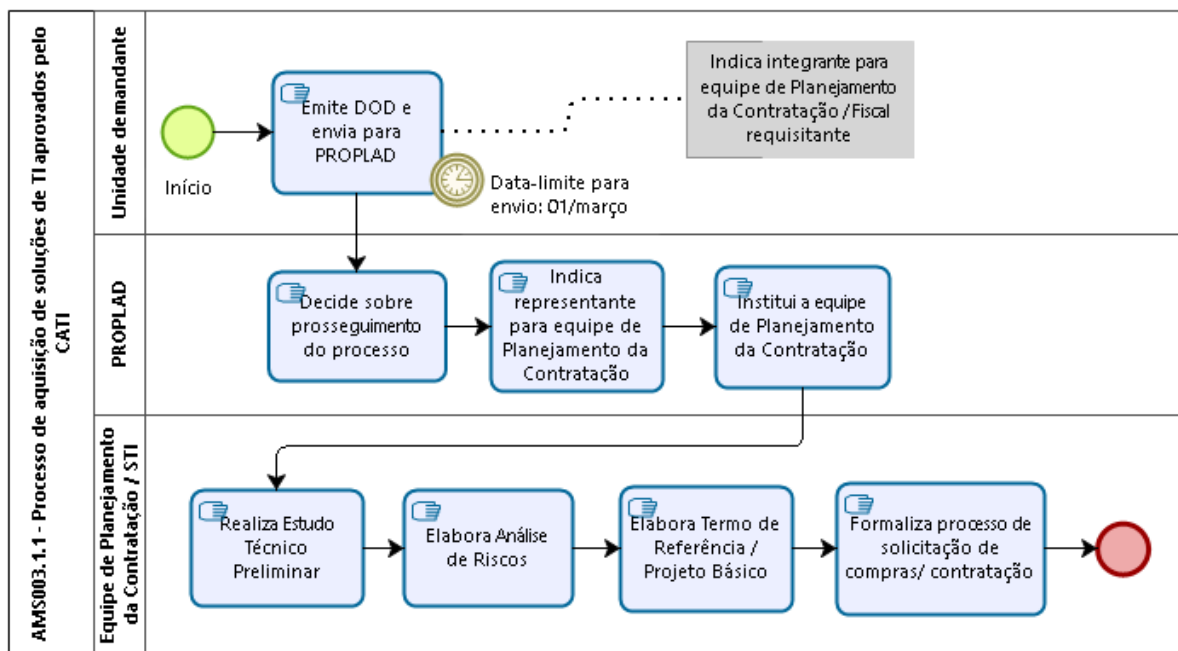 AMS003.1.1 - Processo de aquisição de soluções de TI aprovados pelo
CATI
Unidade demandante
Início
Emite DOD e
envia para
PROPLAD
Data-limite para
envio: 01/março
Indica integrante para
equipe de Planejamento
da Contratação /Fiscal
requisitante
PROPLAD
Decide sobre
prosseguimento
do processo
Indica
representante
para equipe de
Planejamento da
Contratação
Institui a equipe
de Planejamento
da Contratação
Equipe de Planejamento
da Contratação / STI
Realiza Estudo
Técnico
Preliminar
Elabora Análise
de Riscos
Elabora Termo de
Referência /
Projeto Básico
Formaliza processo de
solicitação de
compras/ contratação